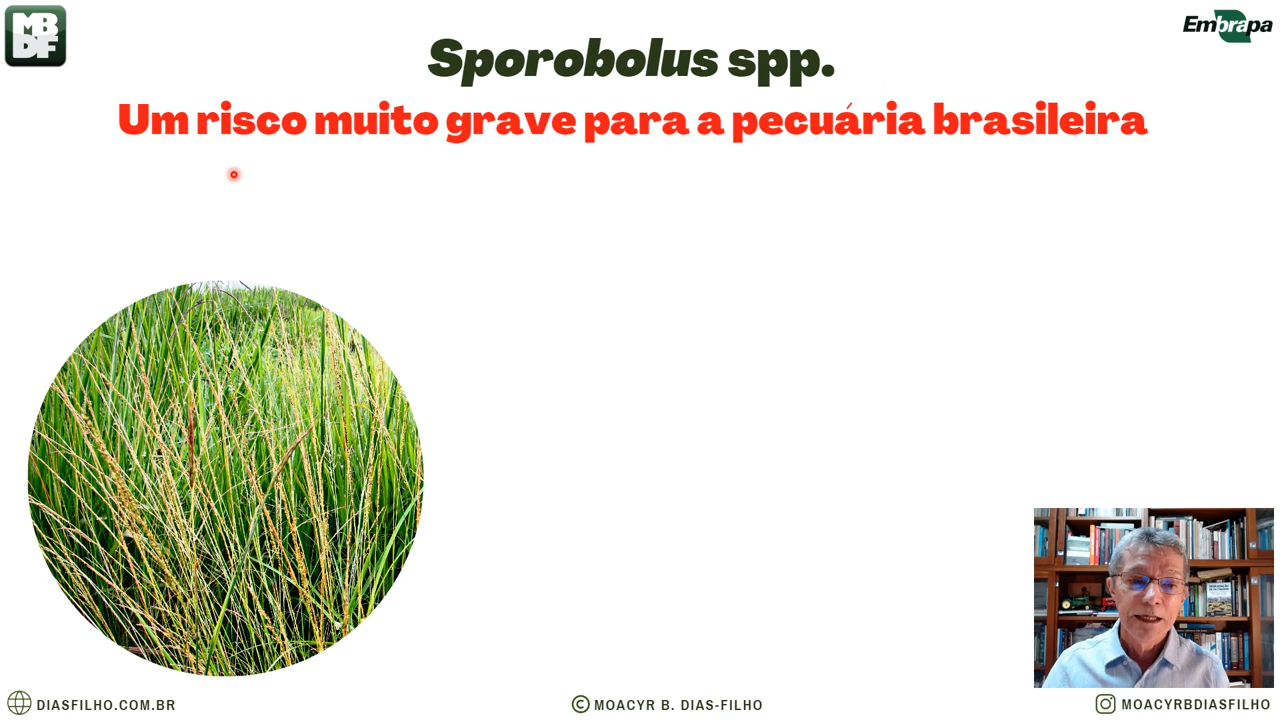 MB
DF
Embrapa
Sporobolus spp.
Um risco muito grave para a pecuária brasileira
DIASFILHO.COM.BR
© MOACYR B. DIAS-FILHO
MOACYRBDIASFILHO